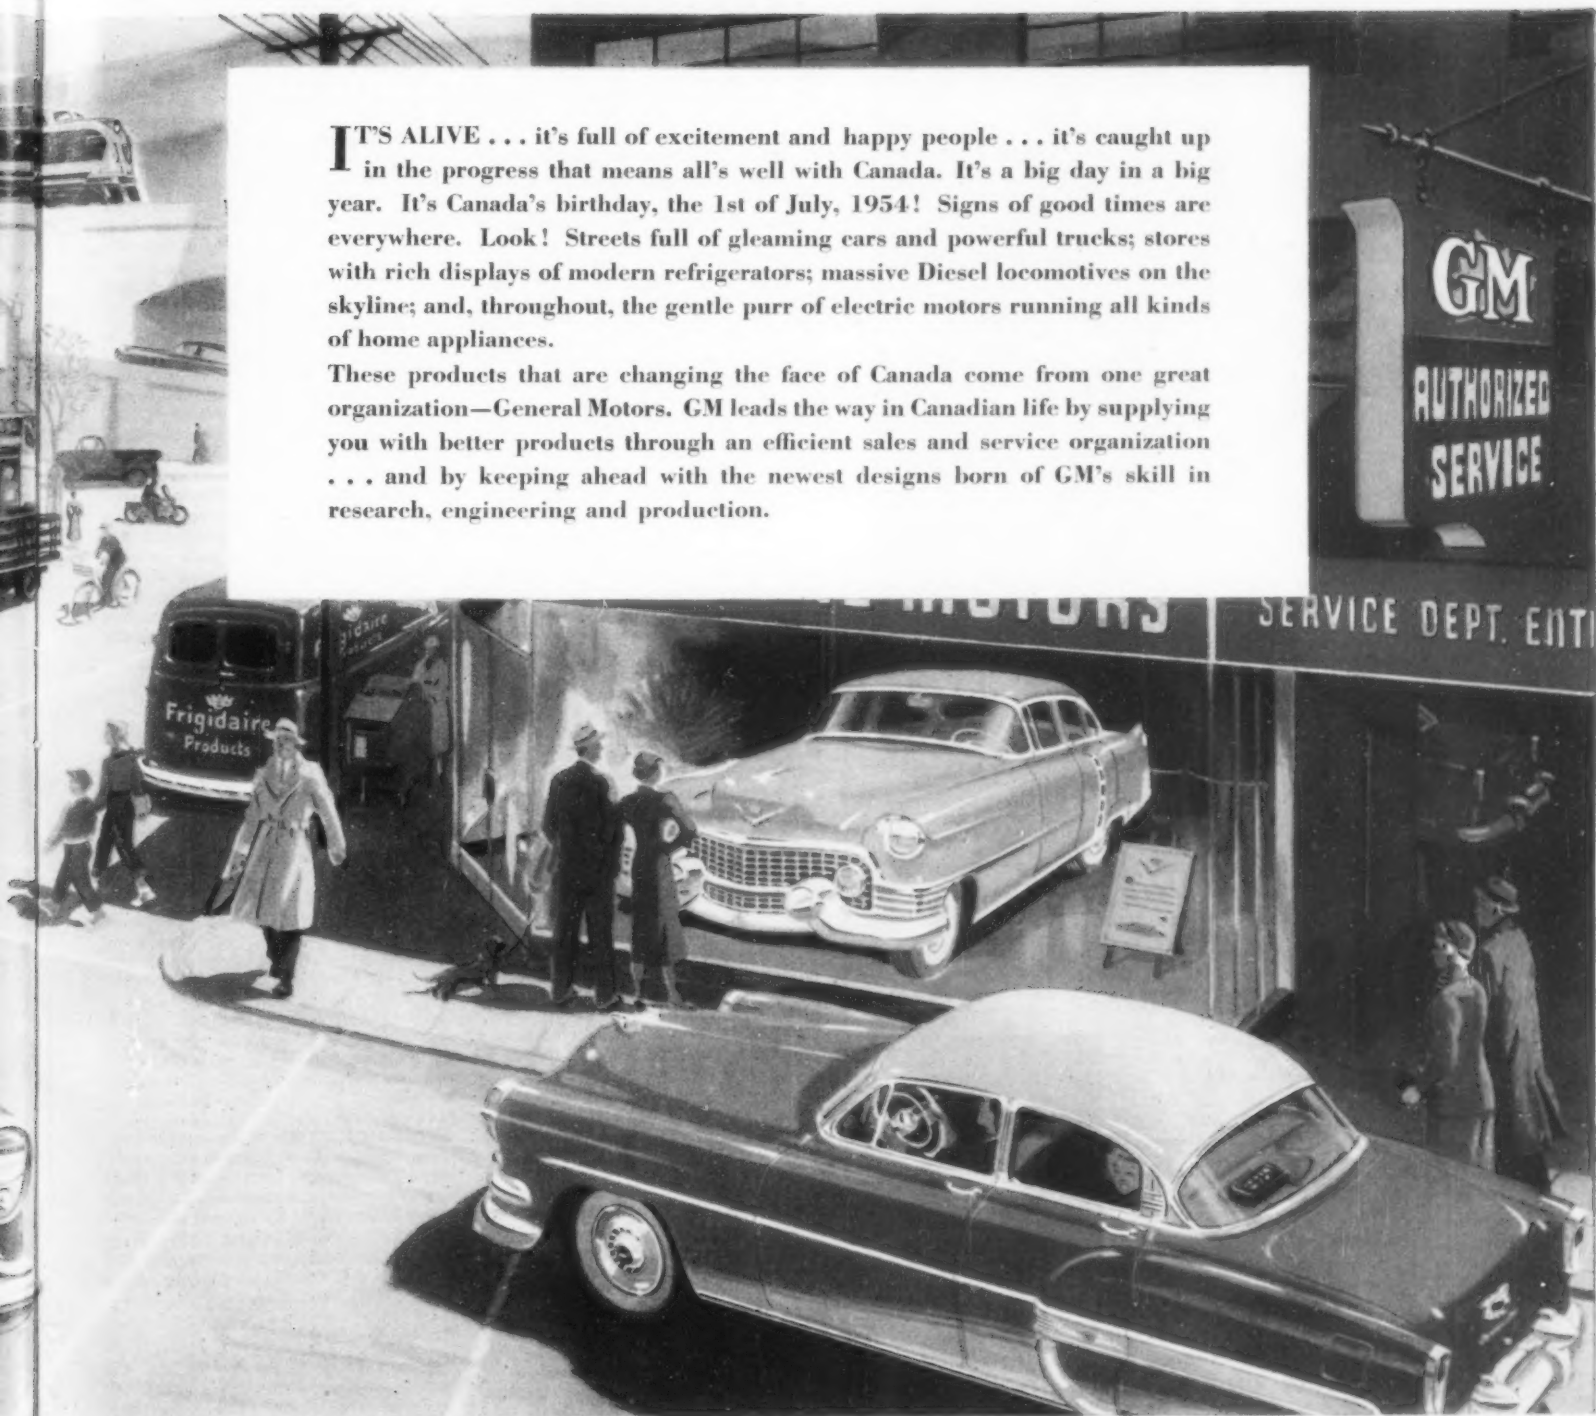 IT'S ALIVE . . . it's full of excitement and happy people . . . it's caught up
in the progress that means all's well with Canada. It's a big day in a big
year. It's Canada's birthday, the 1st of July, 1954! Signs of good times are
everywhere. Look! Streets full of gleaming cars and powerful trucks; stores
with rich displays of modern refrigerators; massive Diesel locomotives on the
skyline; and, throughout, the gentle purr of electric motors running all kinds
of home appliances.
These products that are changing the face of Canada come from one great
organization—General Motors. GM leads the way in Canadian life by supplying
you with better products through an efficient sales and service organization
. . . and by keeping ahead with the newest designs born of GM's skill in
research, engineering and production.
GM
AUTHORIZED
SERVICE
MOTORS
SERVICE DEPT. ENT
Frigidaire
Products